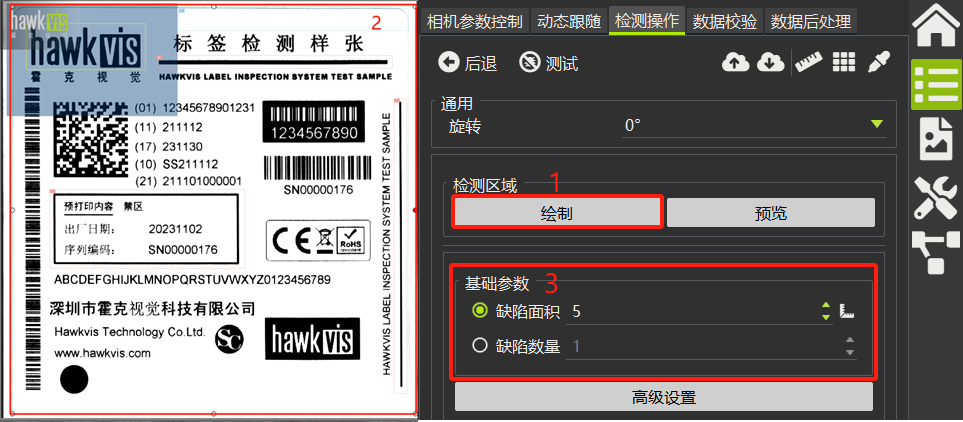 hawkvis
2
hawkvis
霍克视觉
标签检测样张
HAWKVIS LABEL INSPECTION SYSTEM TEST SAMPLE
(01) 12345678901231
(11) 211112
(17) 231130
(10) SS211112
(21) 211101000001
1234567890
SN00000176
HAWKVIS LABEL INSPECTION SYSTEM TEST SAMPLE
预打印内容 禁区
出厂日期: 20231102
序列编码: SN00000176
CE
RoHS
ABCDEFGHIJKLMNOPQRSTUVWXYZ0123456789
深圳市霍克视觉科技有限公司
Hawkvis Technology Co.Ltd.
www.hawkvis.com
SC
hawkvis
相机参数控制 动态跟随 检测操作 数据校验 数据后处理
后退 测试
通用
旋转 0°
检测区域 1
绘制 预览
基础参数 3
缺陷面积 5
缺陷数量 1
高级设置